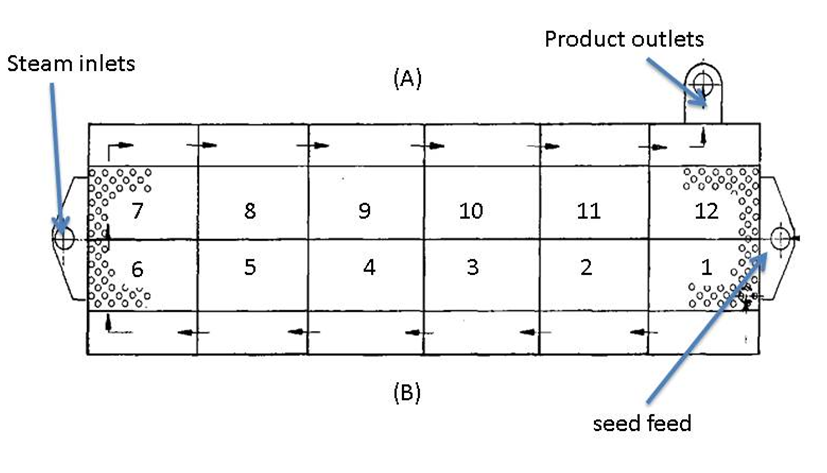 Product outlets
Steam inlets
(A)
7 8 9 10 11 12
6 5 4 3 2 1
(B)
seed feed